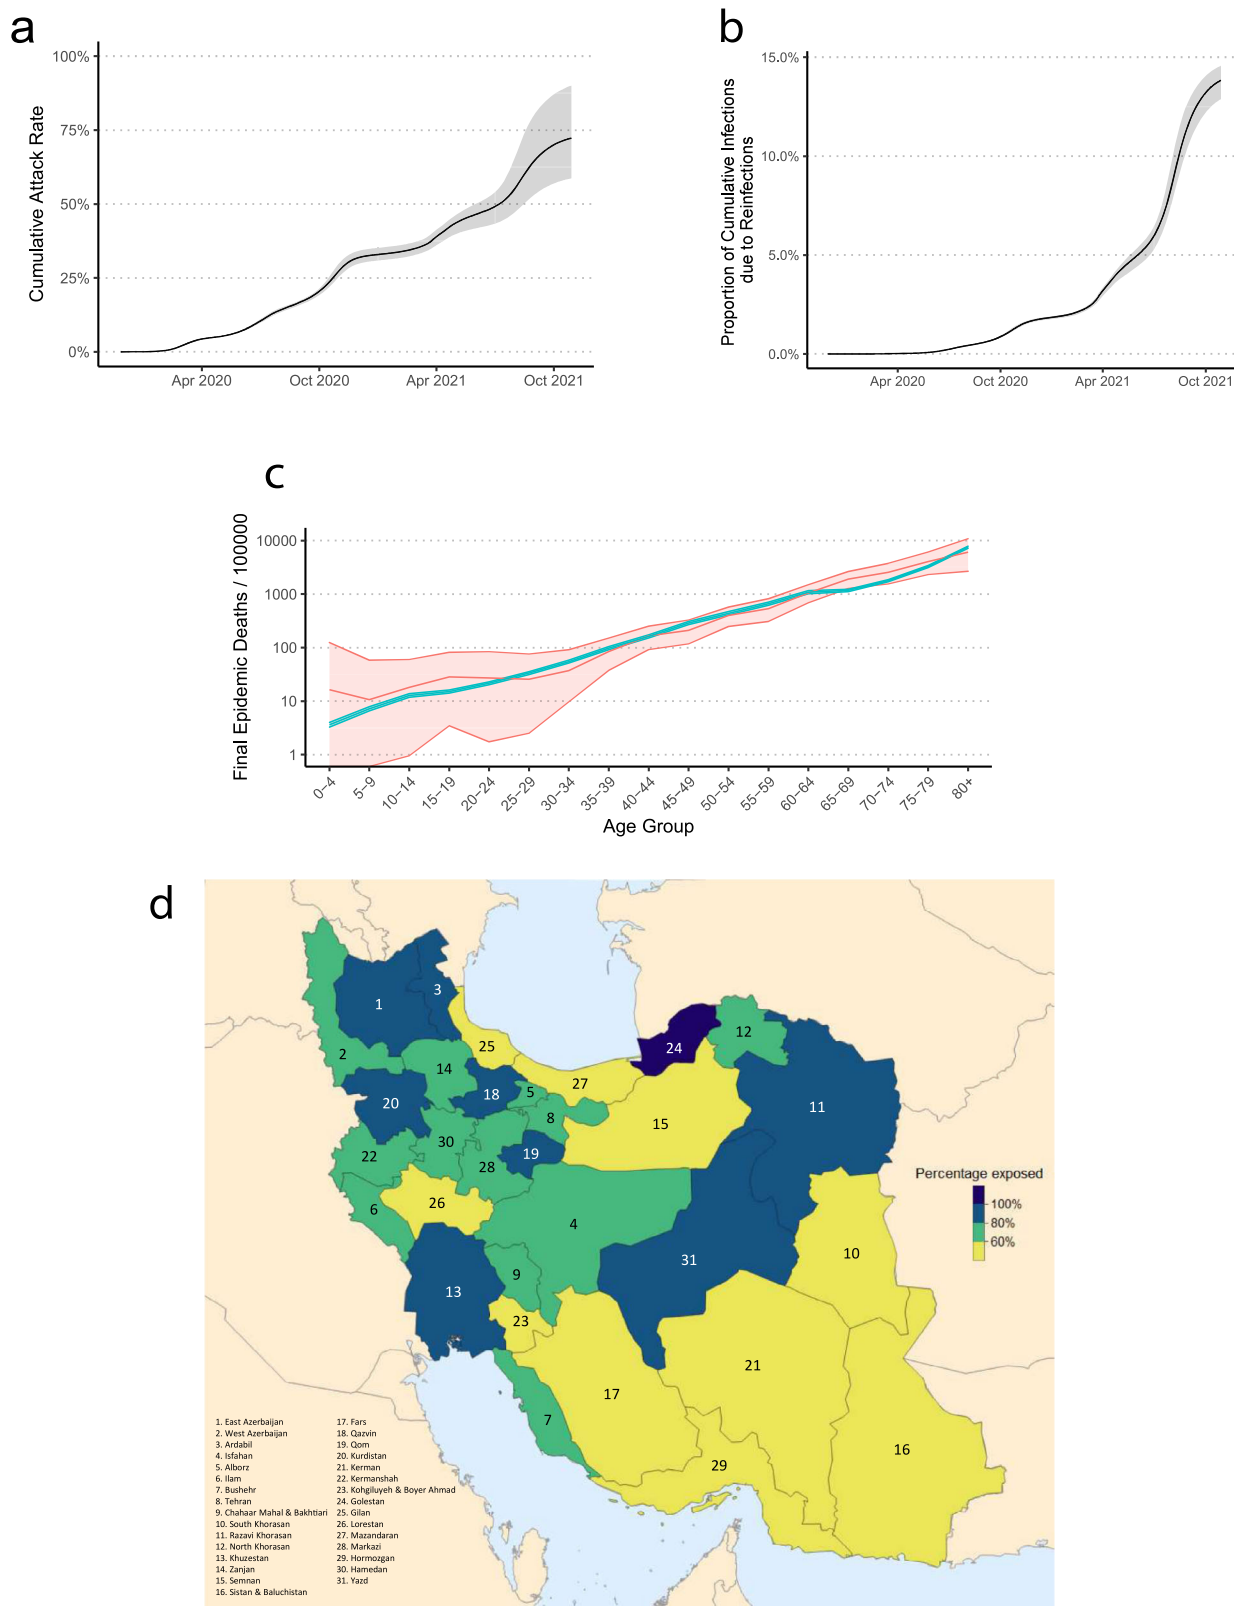 a
100%
75%
50%
25%
0%
Cumulative Attack Rate
Apr 2020
Oct 2020
Apr 2021
Oct 2021
b
15.0%
10.0%
5.0%
0.0%
Proportion of Cumulative Infections
due to Reinfections
Apr 2020
Oct 2020
Apr 2021
Oct 2021
c
10000
1000
100
10
1
Final Epidemic Deaths / 100000
0−4
5−9
10−14
15−19
20−24
25−29
30−34
35−39
40−44
45−49
50−54
55−59
60−64
65−69
70−74
75−79
80+
Age Group
d
1
3
2
25
14
20
18
5
27
24
12
8
15
11
30
22
28
19
26
6
4
31
10
9
13
23
17
21
7
29
16
Percentage exposed
100%
80%
60%
1. East Azerbaijan
2. West Azerbaijan
3. Ardabil
4. Isfahan
5. Alborz
6. Ilam
7. Bushehr
8. Tehran
9. Chahaar Mahal & Bakhtiari
10. South Khorasan
11. Razavi Khorasan
12. North Khorasan
13. Khuzestan
14. Zanjan
15. Semnan
16. Sistan & Baluchistan
17. Fars
18. Qazvin
19. Qom
20. Kurdistan
21. Kerman
22. Kermanshah
23. Kohgiluyeh & Boyer Ahmad
24. Golestan
25. Gilan
26. Lorestan
27. Mazandaran
28. Markazi
29. Hormozgan
30. Hamedan
31. Yazd